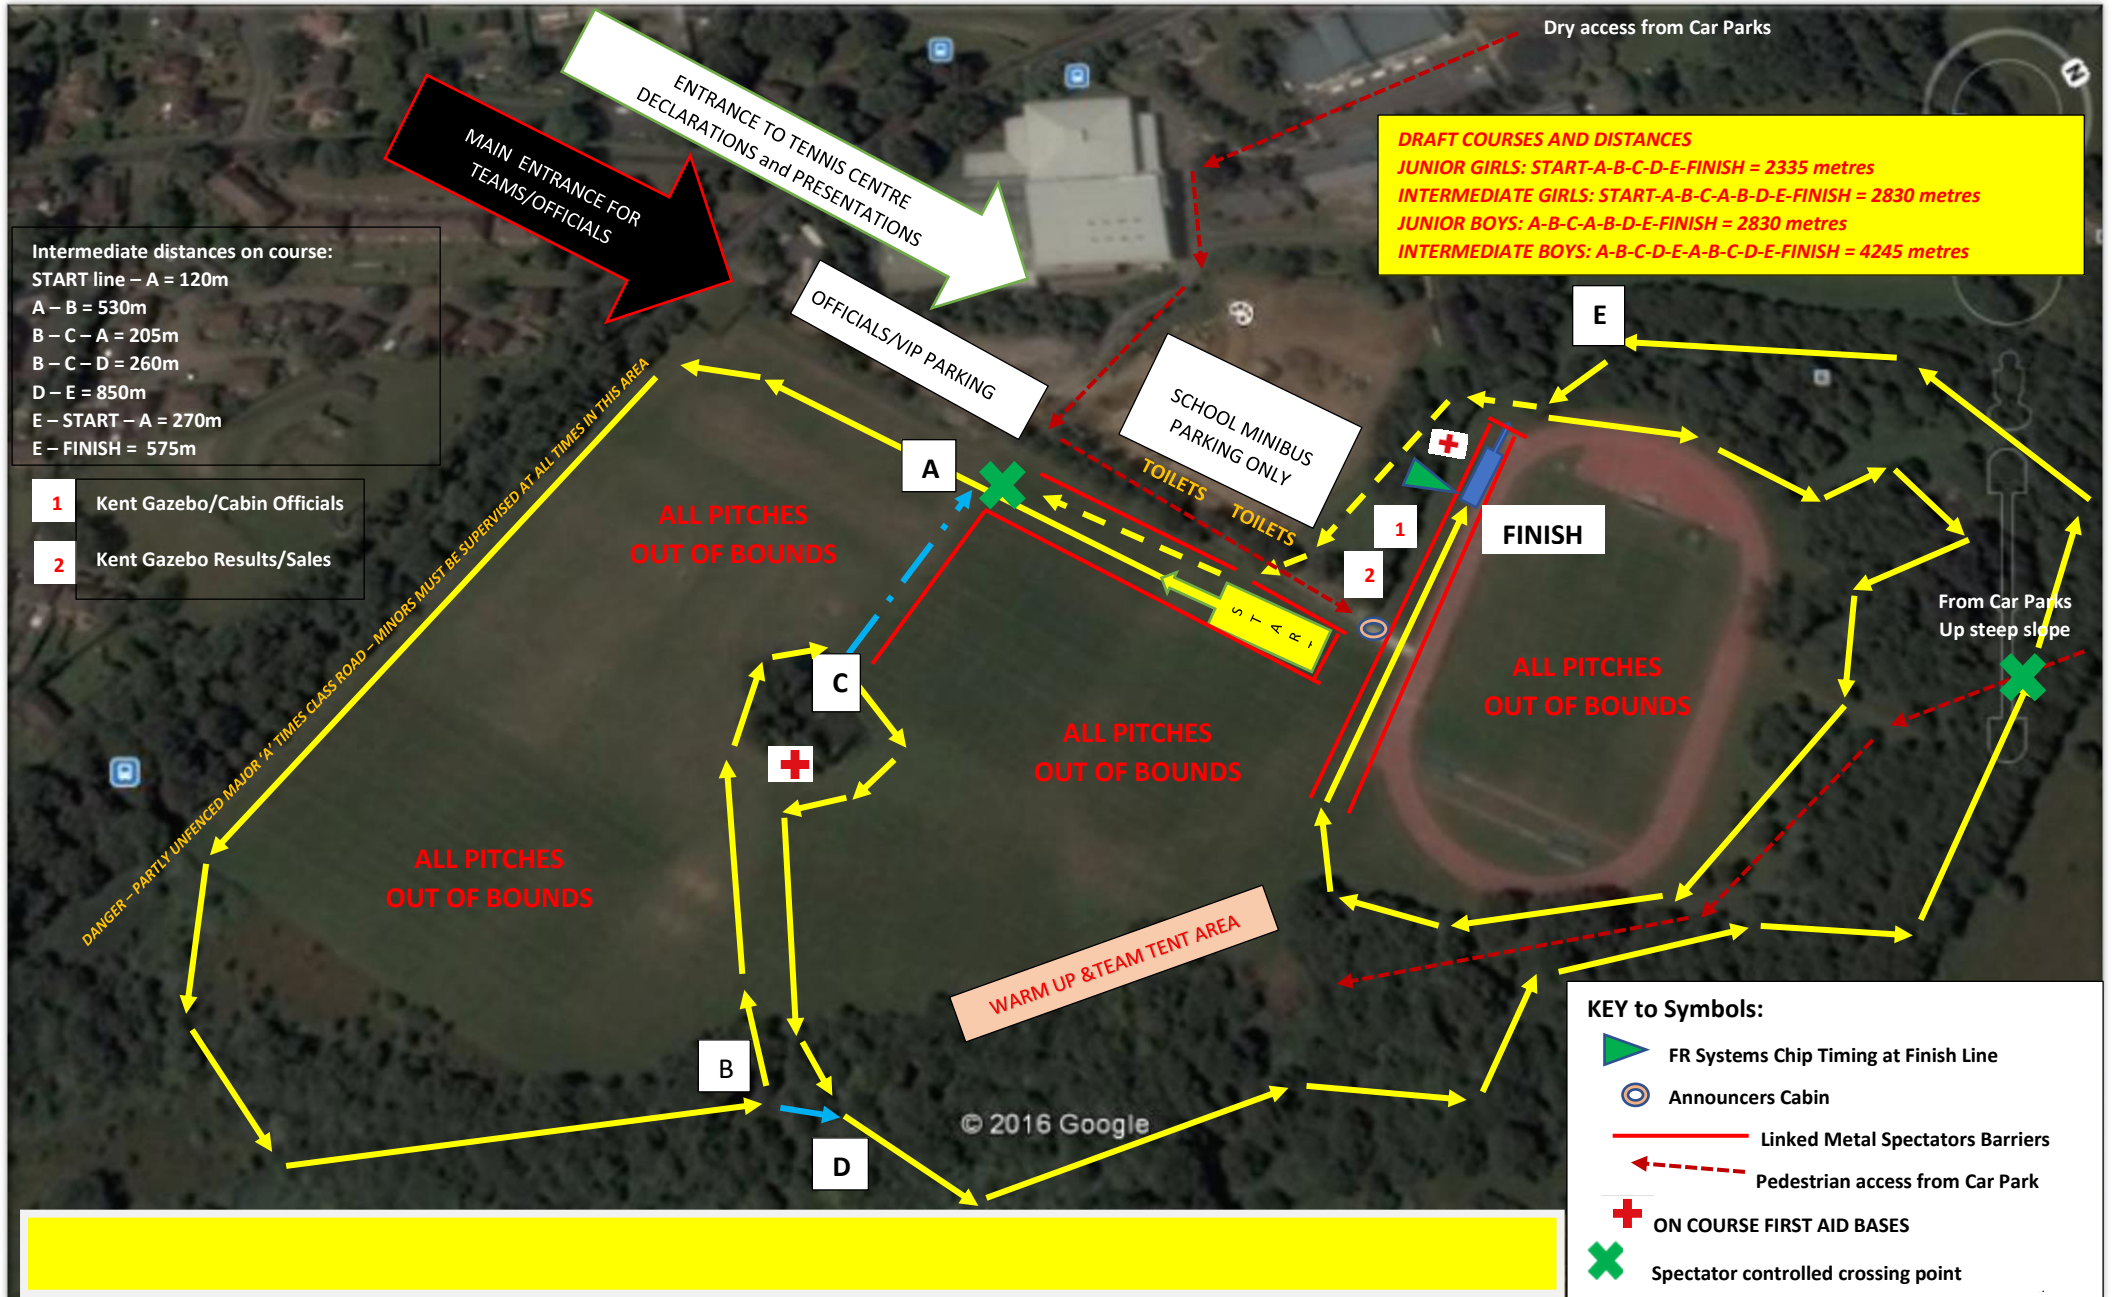 Dry access from Car Parks
N
ENTRANCE TO TENNIS CENTRE
DECLARATIONS and PRESENTATIONS
MAIN ENTRANCE FOR
TEAMS/OFFICIALS
DRAFT COURSES AND DISTANCES
JUNIOR GIRLS: START-A-B-C-D-E-FINISH = 2335 metres
INTERMEDIATE GIRLS: START-A-B-C-A-B-D-E-FINISH = 2830 metres
JUNIOR BOYS: A-B-C-A-B-D-E-FINISH = 2830 metres
INTERMEDIATE BOYS: A-B-C-D-E-A-B-C-D-E-FINISH = 4245 metres
Intermediate distances on course:
START line – A = 120m
A – B = 530m
B – C – A = 205m
B – C – D = 260m
D – E = 850m
E – START – A = 270m
E – FINISH = 575m
1 Kent Gazebo/Cabin Officials
2 Kent Gazebo Results/Sales
OFFICIALS/VIP PARKING
SCHOOL MINIBUS
PARKING ONLY
E
A
TOILETS
TOILETS
1
2
FINISH
START
ALL PITCHES
OUT OF BOUNDS
DANGER – PARTLY UNFENCED MAJOR 'A' TIMES CLASS ROAD – MINORS MUST BE SUPERVISED AT ALL TIMES IN THIS AREA
From Car Parks
Up steep slope
C
ALL PITCHES
OUT OF BOUNDS
ALL PITCHES
OUT OF BOUNDS
ALL PITCHES
OUT OF BOUNDS
WARM UP &TEAM TENT AREA
B
D
© 2016 Google
KEY to Symbols:
FR Systems Chip Timing at Finish Line
Announcers Cabin
Linked Metal Spectators Barriers
Pedestrian access from Car Park
ON COURSE FIRST AID BASES
Spectator controlled crossing point